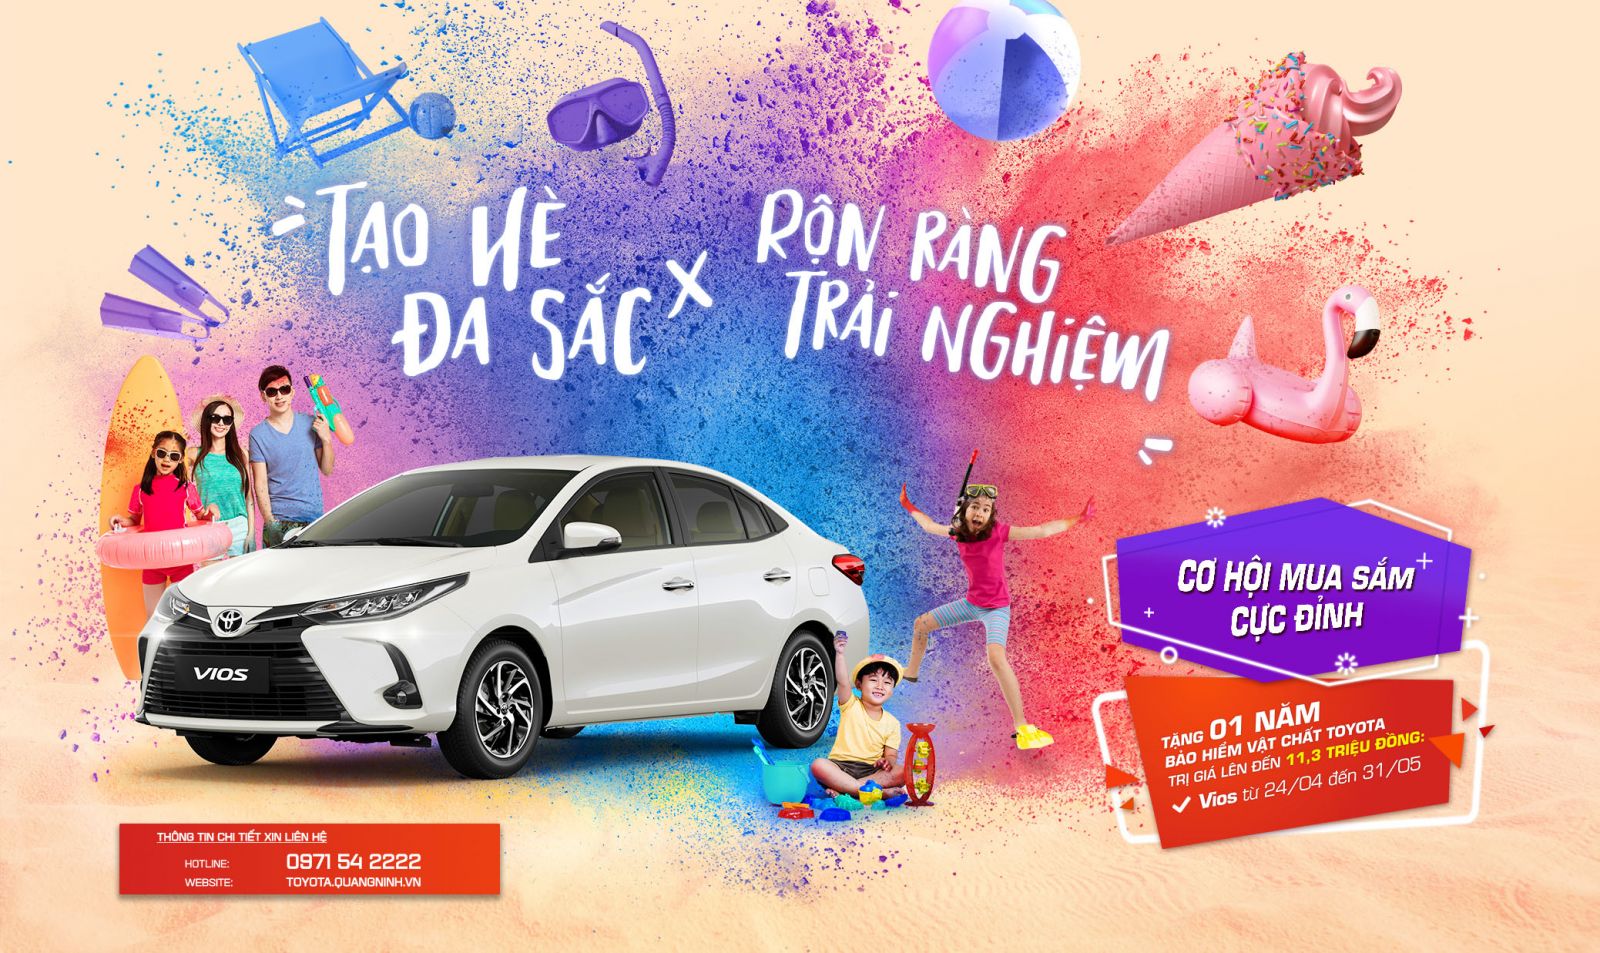 TẠO HÈ
ĐA SẮC
X
RỘN RÀNG
TRẢI NGHIỆM
VIOS
CƠ HỘI MUA SẮM
CỰC ĐỈNH
TẶNG 01 NĂM
BẢO HIỂM VẬT CHẤT TOYOTA
TRỊ GIÁ LÊN ĐẾN 11,3 TRIỆU ĐỒNG:
✓ Vios từ 24/04 đến 31/05
THÔNG TIN CHI TIẾT XIN LIÊN HỆ
HOTLINE: 0971 54 2222
WEBSITE: TOYOTA.QUANGNINH.VN